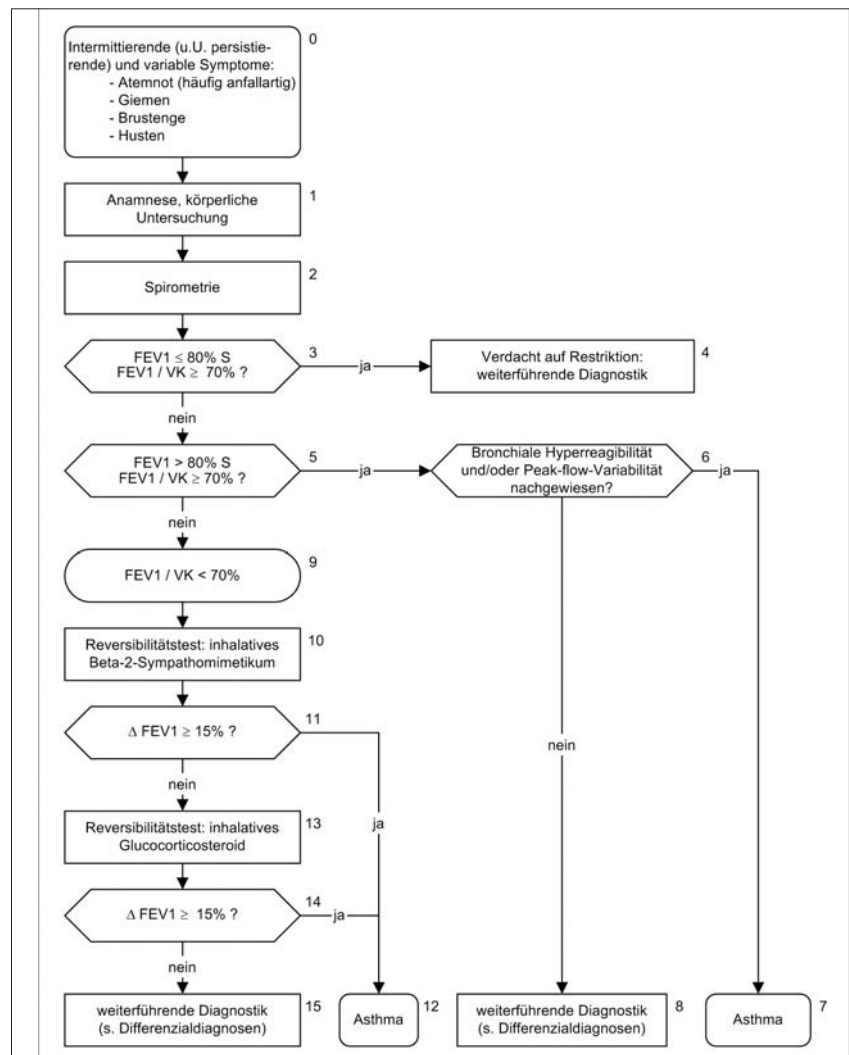 0
Intermittierende (u.U. persistie-
rende) und variable Symptome:
- Atemnot (häufig anfallartig)
- Giemen
- Brustenge
- Husten
1
Anamnese, körperliche
Untersuchung
2
Spirometrie
3
FEV1 ≤ 80% S
FEV1 / VK ≥ 70% ?
ja
4
Verdacht auf Restriktion:
weiterführende Diagnostik
nein
5
FEV1 > 80% S
FEV1 / VK ≥ 70% ?
ja
6
Bronchiale Hyperreagibilität
und/oder Peak-flow-Variabilität
nachgewiesen?
ja
nein
9
FEV1 / VK < 70%
10
Reversibilitätstest: inhalatives
Beta-2-Sympathomimetikum
11
Δ FEV1 ≥ 15% ?
nein
nein
13
Reversibilitätstest: inhalatives
Glucocorticosteroid
ja
14
Δ FEV1 ≥ 15% ?
ja
nein
15
weiterführende Diagnostik
(s. Differenzialdiagnosen)
12
Asthma
8
weiterführende Diagnostik
(s. Differenzialdiagnosen)
7
Asthma